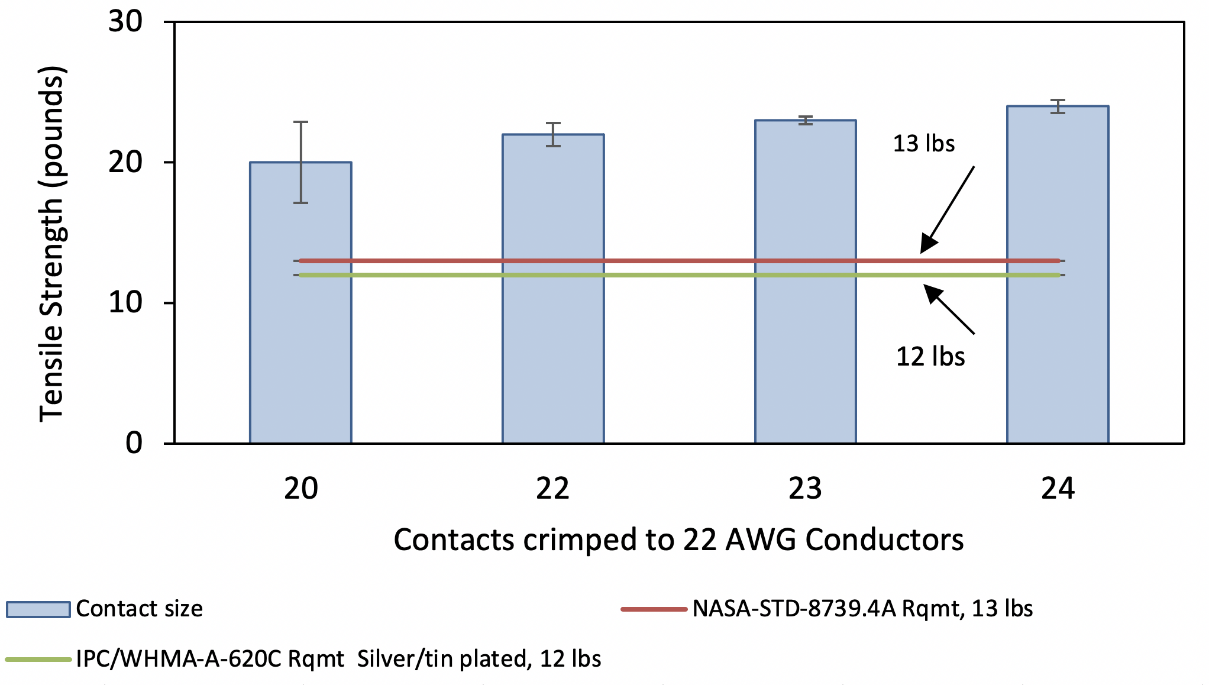 30
20
10
0
Tensile Strength (pounds)
13 lbs
12 lbs
20 22 23 24
Contacts crimped to 22 AWG Conductors
Contact size
NASA-STD-8739.4A Rqmt, 13 lbs
IPC/WHMA-A-620C Rqmt Silver/tin plated, 12 lbs